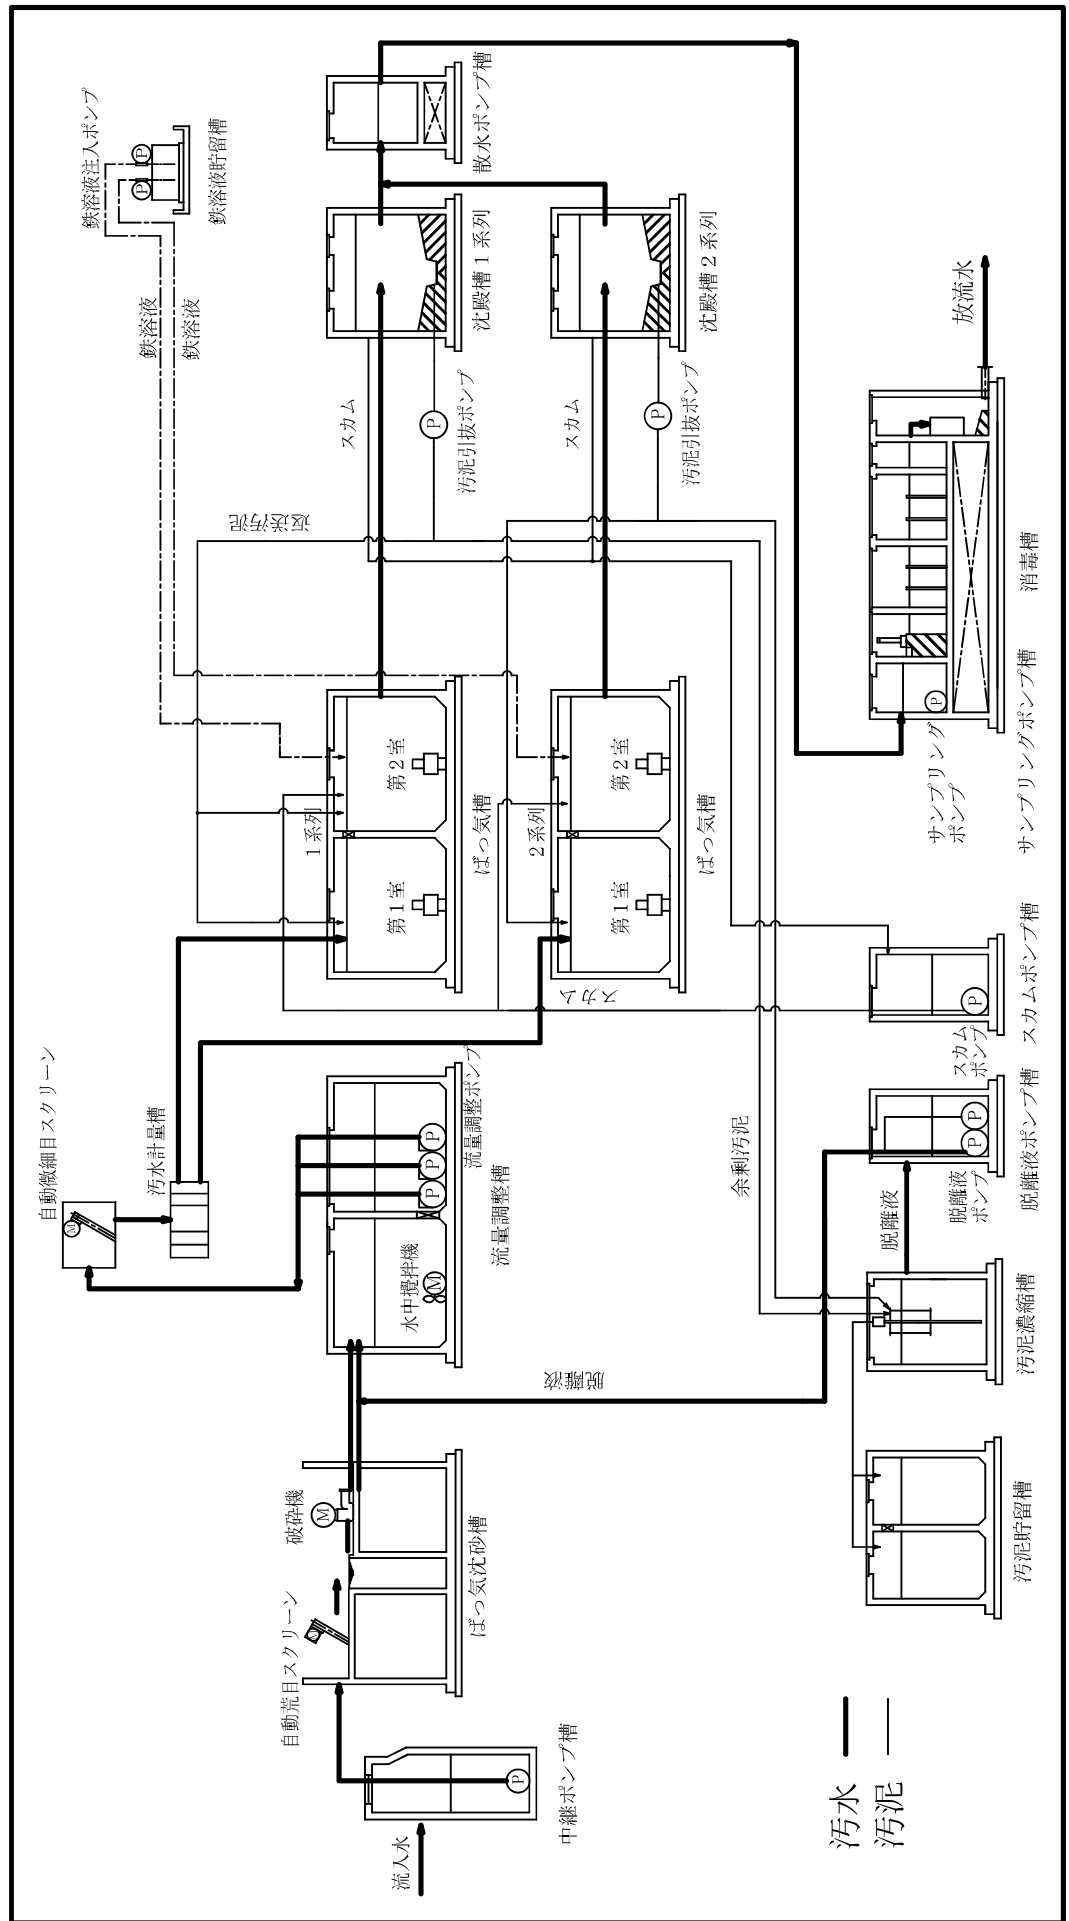 流入水
中継ポンプ槽
自動荒目スクリーン
M
破砕機
M
ばっ気沈砂槽
P
自動微細目スクリーン
M
汚水計量槽
水中攪拌機
M
P
P
P
流量調整ポンプ
流量調整槽
脱離液
1系列
第1室
第2室
ばっ気槽
2系列
第1室
第2室
ばっ気槽
スカム
返送汚泥
鉄溶液
鉄溶液
鉄溶液注入ポンプ
P
P
鉄溶液貯留槽
スカム
P
汚泥引抜ポンプ
沈殿槽1系列
スカム
P
汚泥引抜ポンプ
沈殿槽2系列
散水ポンプ槽
余剰汚泥
汚泥貯留槽
汚泥濃縮槽
脱離液
脱離液
ポンプ
P
P
脱離液ポンプ槽
スカム
ポンプ
P
スカムポンプ槽
サンプリング
ポンプ
P
サンプリングポンプ槽
消毒槽
放流水
汚水
汚泥